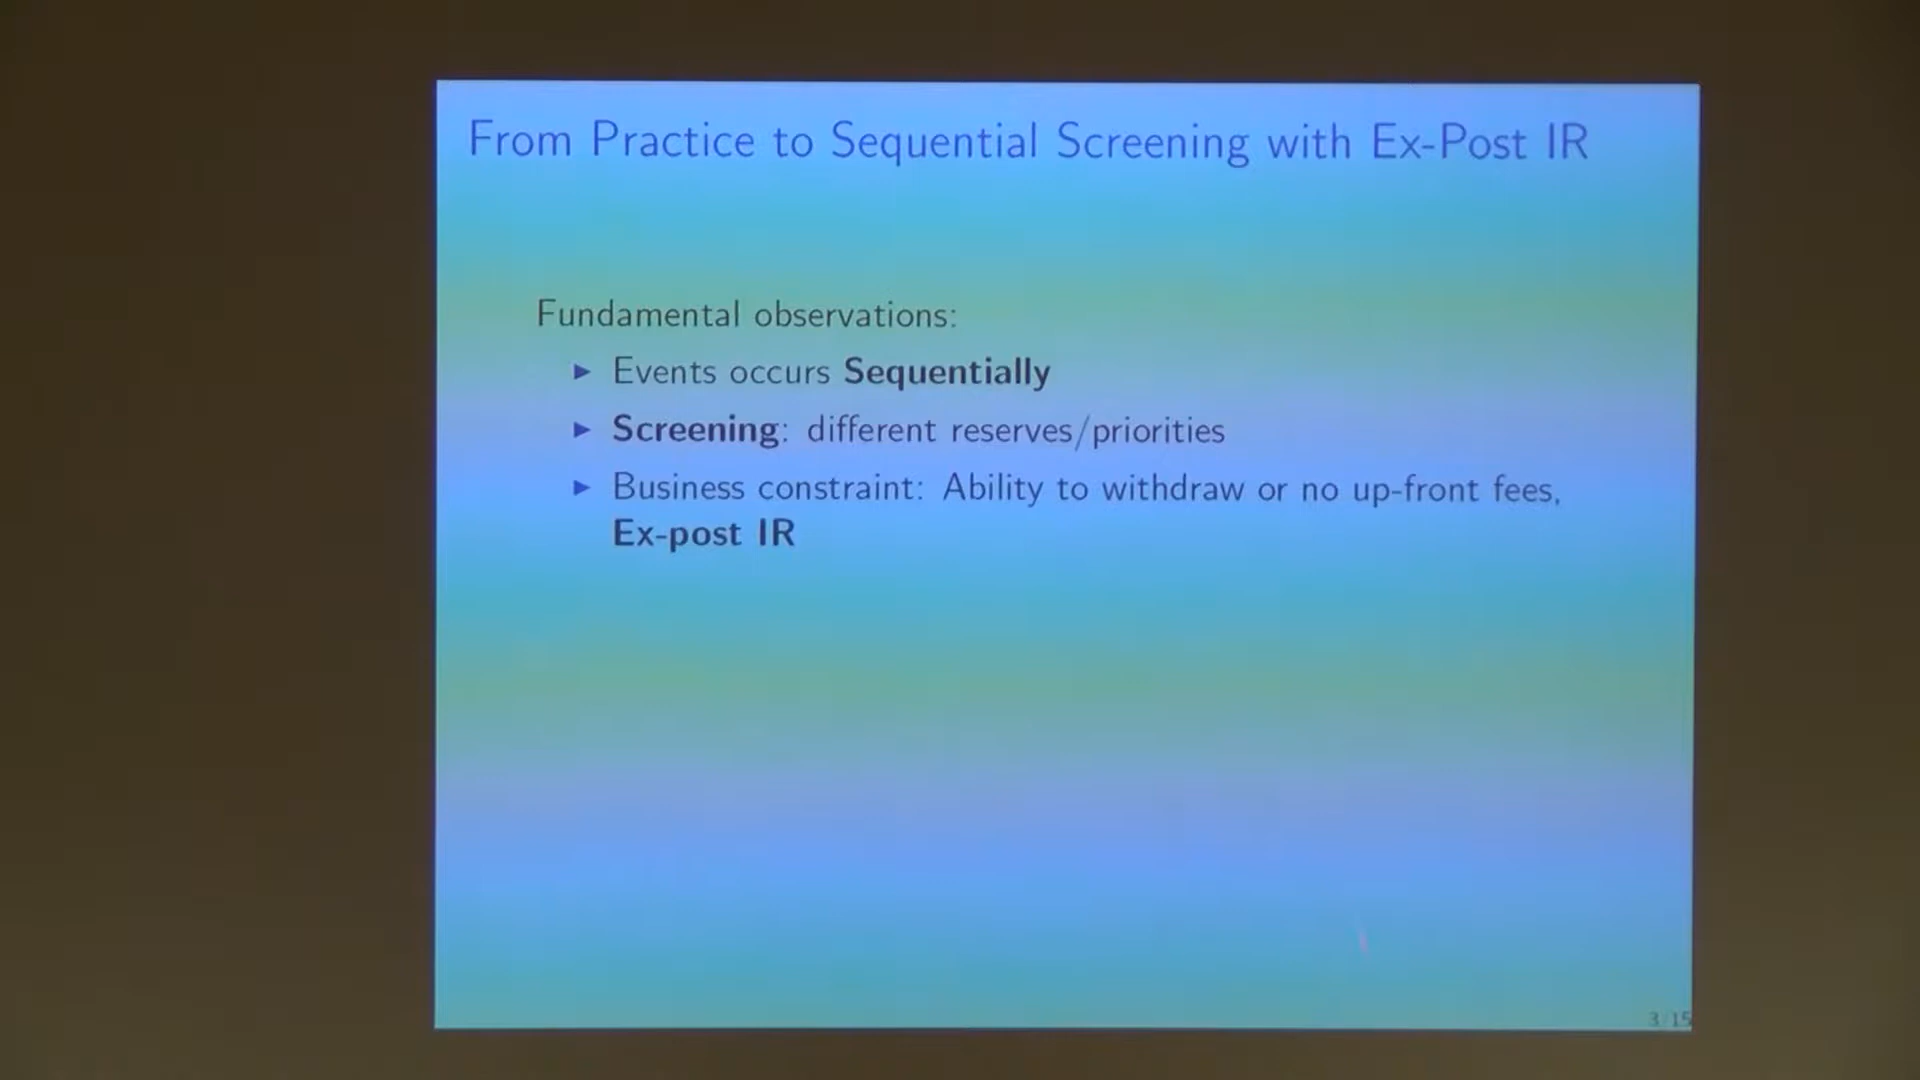 From Practice to Sequential Screening with Ex-Post IR
Fundamental observations:
Events occurs Sequentially
Screening: different reserves/priorities
Business constraint: Ability to withdraw or no up-front fees,
Ex-post IR
3/15